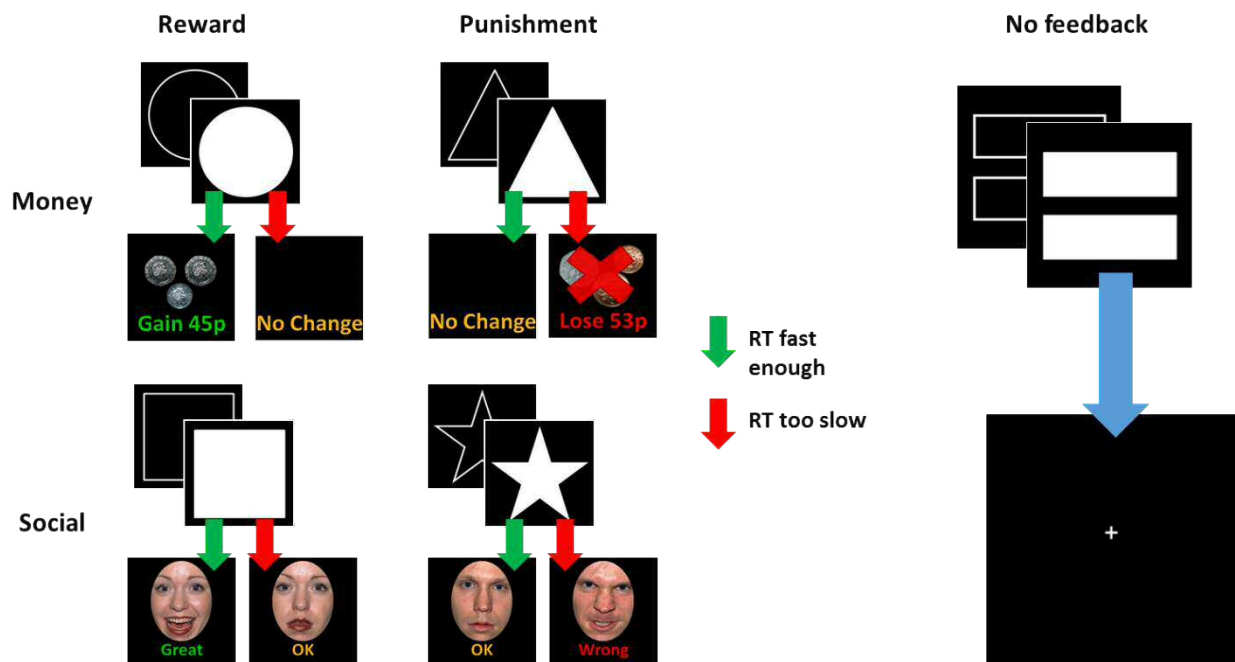 Reward
Punishment
No feedback
Money
Gain 45p
No Change
No Change
Lose 53p
RT fast
enough
RT too slow
Social
Great
OK
OK
Wrong